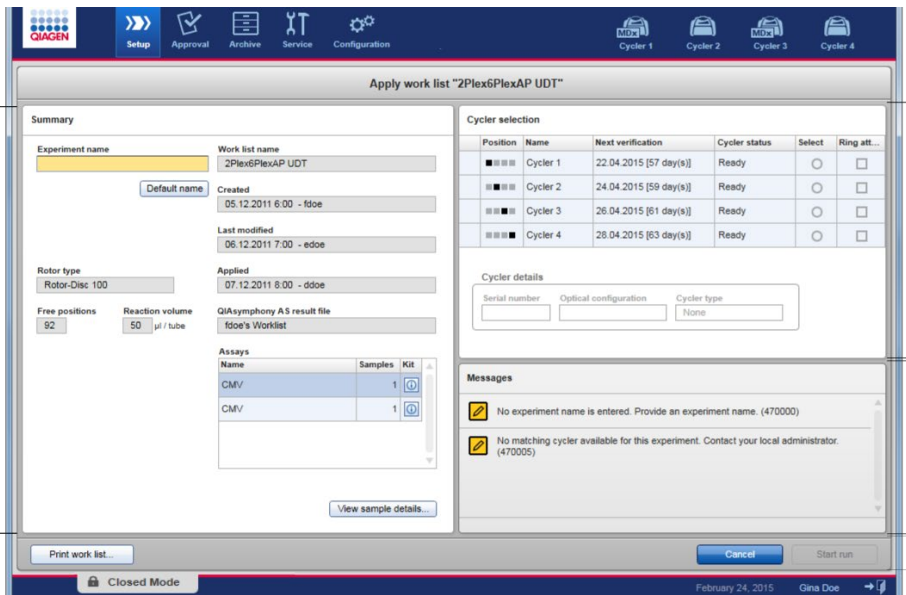 QIAGEN
Setup
Approval
Archive
Service
Configuration
MDx
Cycler 1
Cycler 2
MDx
Cycler 3
Cycler 4
Apply work list "2Plex6PlexAP UDT"
Summary
Experiment name
Work list name
2Plex6PlexAP UDT
Default name
Created
05.12.2011 6:00 - fdoe
Last modified
06.12.2011 7:00 - edoe
Rotor type
Applied
Rotor-Disc 100
07.12.2011 8:00 - ddoe
Free positions
Reaction volume
QIAsymphony AS result file
92
50 µl / tube
fdoe's Worklist
Assays
Name Samples Kit
CMV 1
CMV 1
View sample details...
Cycler selection
Position Name Next verification Cycler status Select Ring att...
Cycler 1 22.04.2015 [57 day(s)] Ready
Cycler 2 24.04.2015 [59 day(s)] Ready
Cycler 3 26.04.2015 [61 day(s)] Ready
Cycler 4 28.04.2015 [63 day(s)] Ready
Cycler details
Serial number Optical configuration Cycler type
None
Messages
No experiment name is entered. Provide an experiment name. (470000)
No matching cycler available for this experiment. Contact your local administrator.
(470005)
Print work list...
Cancel
Start run
Closed Mode
February 24, 2015
Gina Doe